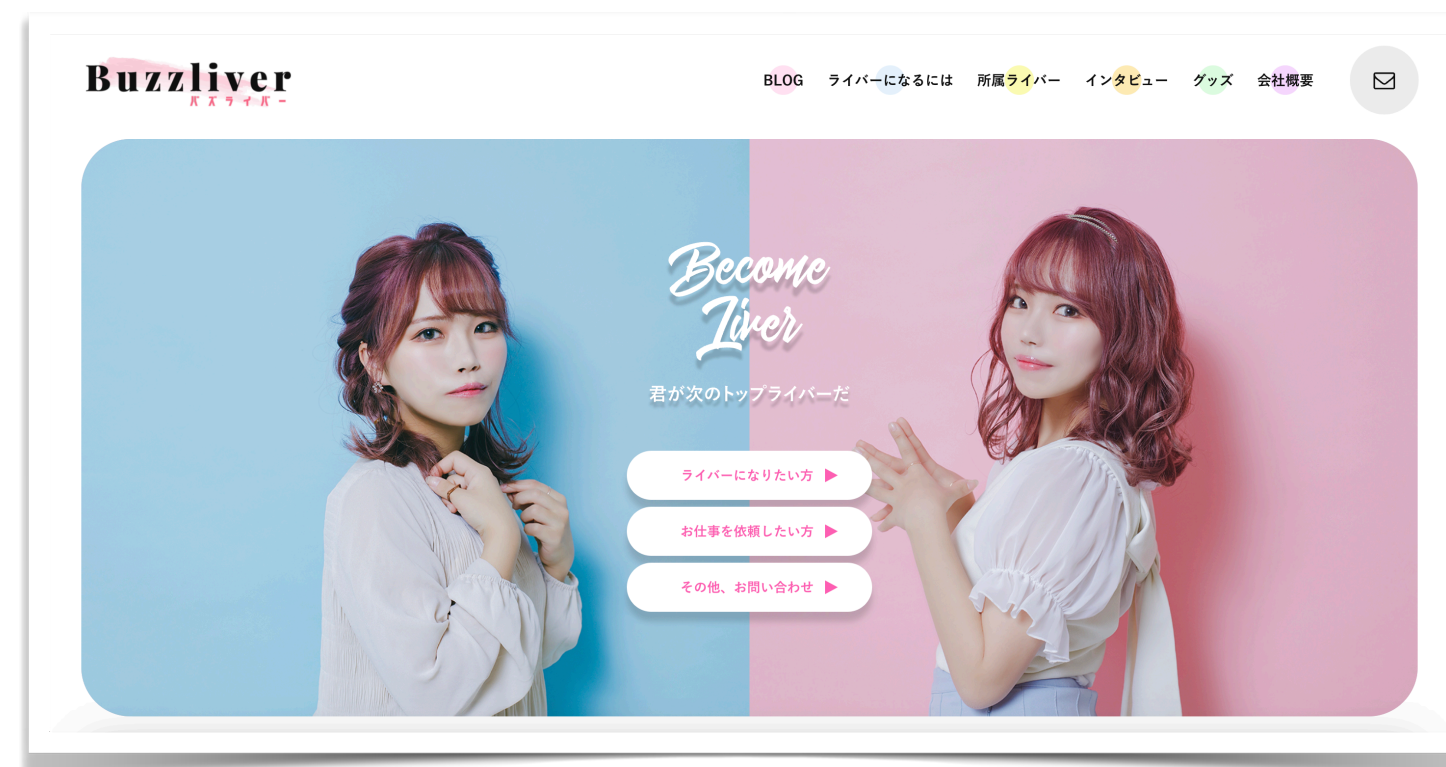 Buzzliver
バズライバー
BLOG ライバーになるには 所属ライバー インタビュー グッズ 会社概要
Become
Liver
君が次のトップライバーだ
ライバーになりたい方
お仕事を依頼したい方
その他、お問い合わせ